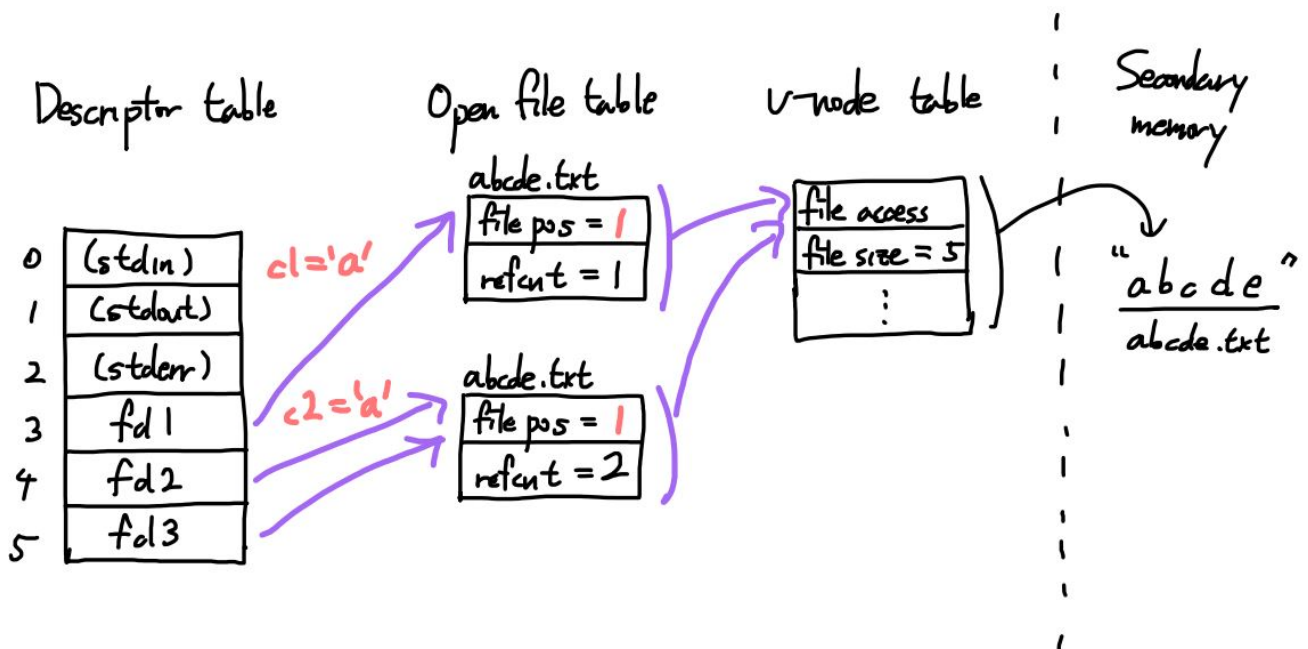 Descriptor table
0 (stdin)
1 (stdout)
2 (stderr)
3 fd1
4 fd2
5 fd3
c1='a'
c2='a'
Open file table
abcde.txt
file pos = 1
refcnt = 1
abcde.txt
file pos = 1
refcnt = 2
v-node table
file access
file size = 5
⋮
Secondary
memory
"abcde"
abcde.txt